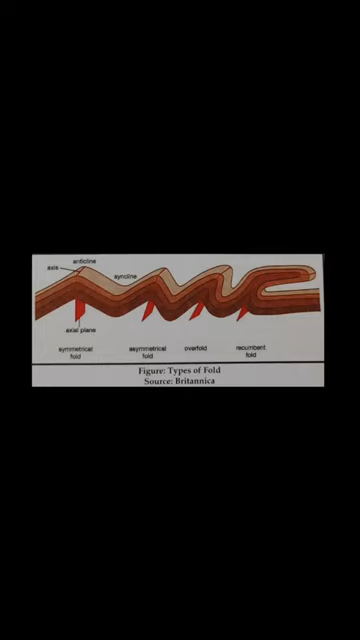 anticline
axis
syncline
axial plane
symmetrical fold
asymmetrical fold
overfold
recumbent fold
Figure: Types of Fold
Source: Britannica